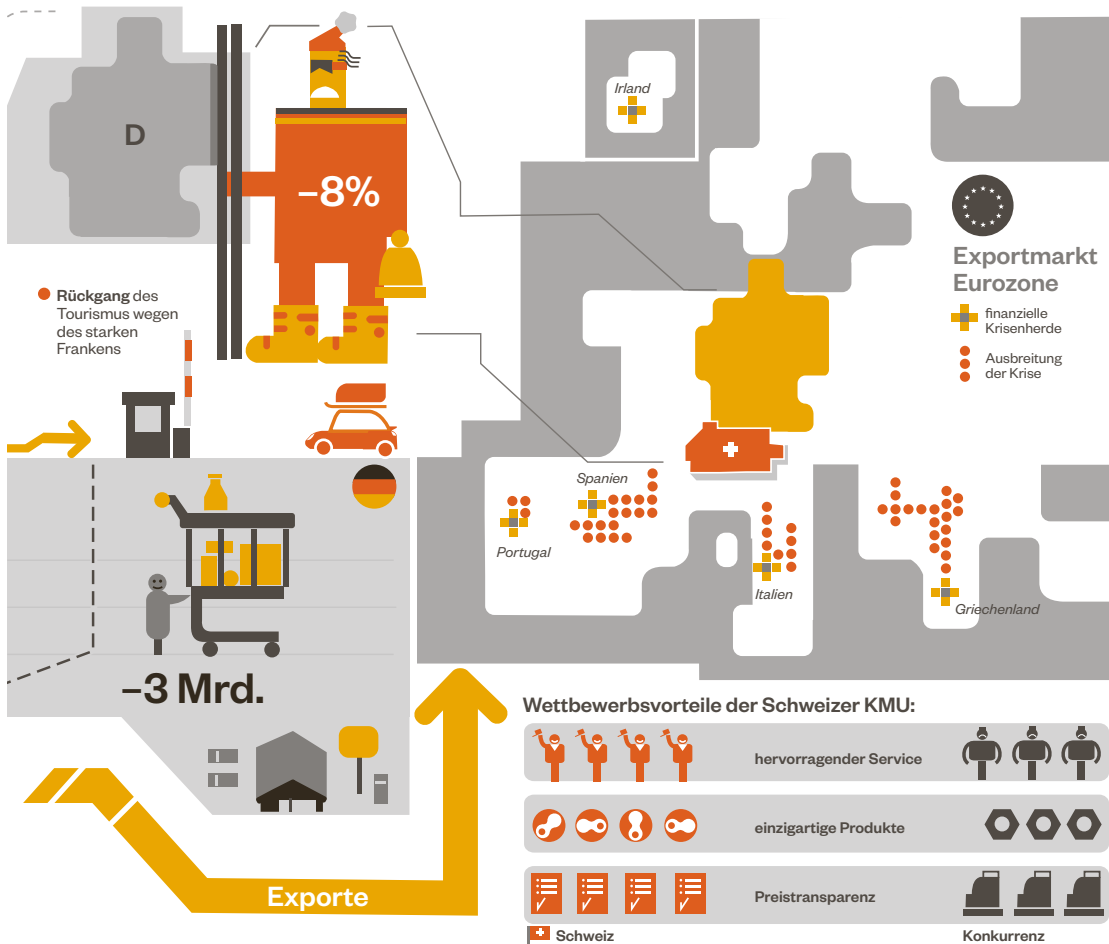 D
–8%
Rückgang des
Tourismus wegen
des starken
Frankens
–3 Mrd.
Exporte
Irland
Exportmarkt
Eurozone
finanzielle
Krisenherde
Ausbreitung
der Krise
Spanien
Portugal
Italien
Griechenland
Wettbewerbsvorteile der Schweizer KMU:
hervorragender Service
einzigartige Produkte
Preistransparenz
Schweiz
Konkurrenz